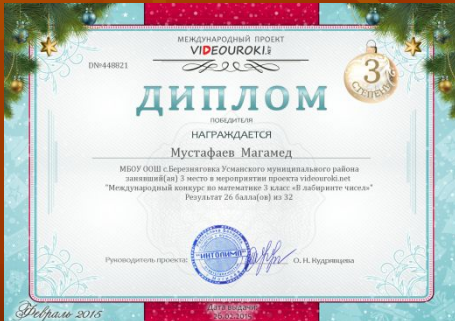 МЕЖДУНАРОДНЫЙ ПРОЕКТ
VIDEOUROKI.NET
DN№448821
3
СТЕПЕНИ
ДИПЛОМ
ПОБЕДИТЕЛЯ
НАГРАЖДАЕТСЯ
Мустафаев Магамед
МБОУ ООШ с.Березняговка Усманского муниципального района
занявший(ая) 3 место в мероприятии проекта videouroki.net
"Международный конкурс по математике 3 класс «В лабиринте чисел»"
Результат 26 балла(ов) из 32
Руководитель проекта:
О. Н. Кудрявцева
Февраль 2015
Дата выдачи: